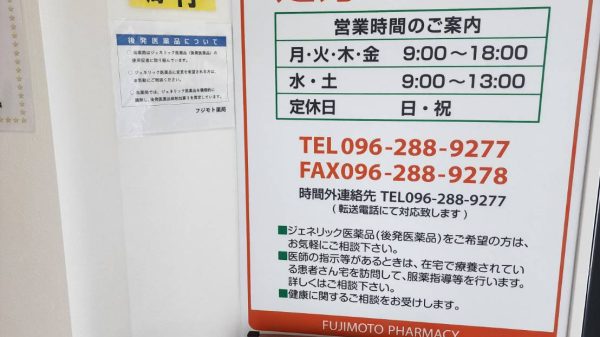 後発医薬品について
フジモト薬局
営業時間のご案内
月・火・木・金 9:00～18:00
水・土 9:00～13:00
定休日 日・祝
TEL096-288-9277
FAX096-288-9278
時間外連絡先 TEL096-288-9277
(転送電話にて対応致します)
■ジェネリック医薬品(後発医薬品)をご希望の方は、
お気軽にご相談下さい。
■医師の指示等があるときは、在宅で療養されてい
る患者さん宅を訪問して、服薬指導等を行います。
詳しくはご相談下さい。
■健康に関するご相談をお受けします。
FUJIMOTO PHARMACY